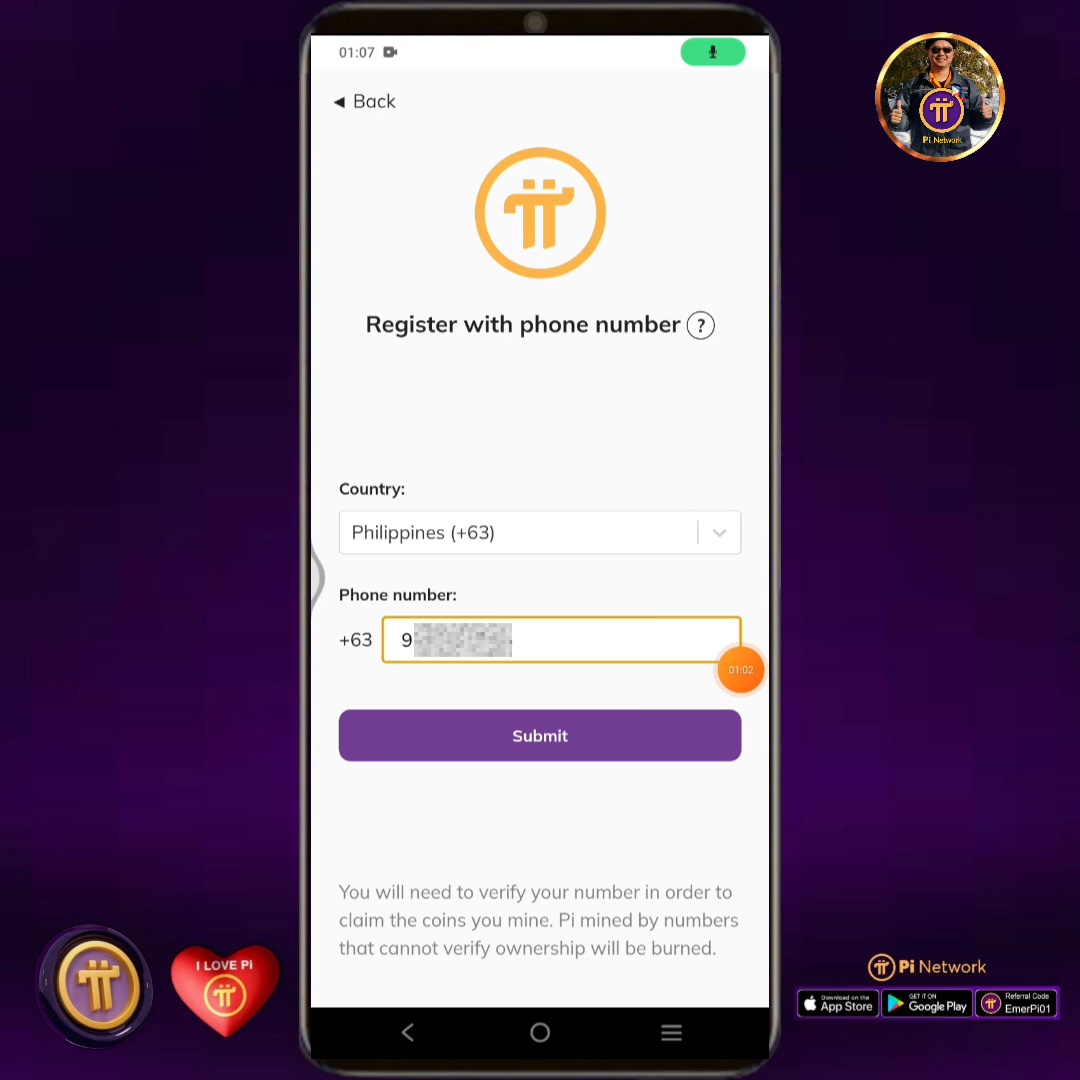 01:07
Back
Register with phone number ?
Country:
Philippines (+63)
Phone number:
+63 9
01:02
Submit
You will need to verify your number in order to
claim the coins you mine. Pi mined by numbers
that cannot verify ownership will be burned.
Pi Network
I LOVE Pi
Pi Network
Download on the
App Store
GET IT ON
Google Play
Referral Code
EmerPi01